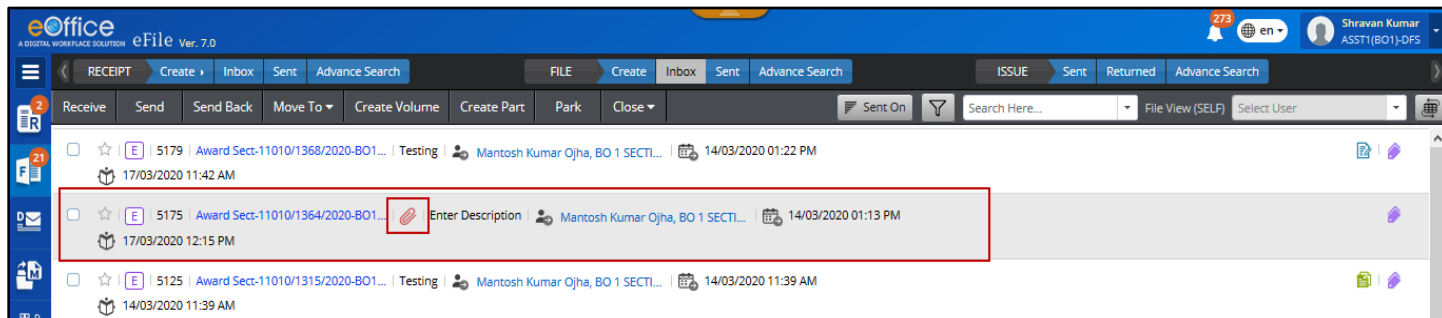 eOffice
A DIGITAL WORKPLACE SOLUTION eFile Ver. 7.0
273
en
Shravan Kumar
ASST1(BO1)-DFS
RECEIPT Create Inbox Sent Advance Search FILE Create Inbox Sent Advance Search ISSUE Sent Returned Advance Search
2
R
Receive Send Send Back Move To Create Volume Create Part Park Close Sent On Search Here... File View (SELF) Select User
21
F
E 5179 Award Sect-11010/1368/2020-BO1... Testing Mantosh Kumar Ojha, BO 1 SECTI... 14/03/2020 01:22 PM
17/03/2020 11:42 AM
D
E 5175 Award Sect-11010/1364/2020-BO1... Enter Description Mantosh Kumar Ojha, BO 1 SECTI... 14/03/2020 01:13 PM
17/03/2020 12:15 PM
M
E 5125 Award Sect-11010/1315/2020-BO1... Testing Mantosh Kumar Ojha, BO 1 SECTI... 14/03/2020 11:39 AM
14/03/2020 11:39 AM